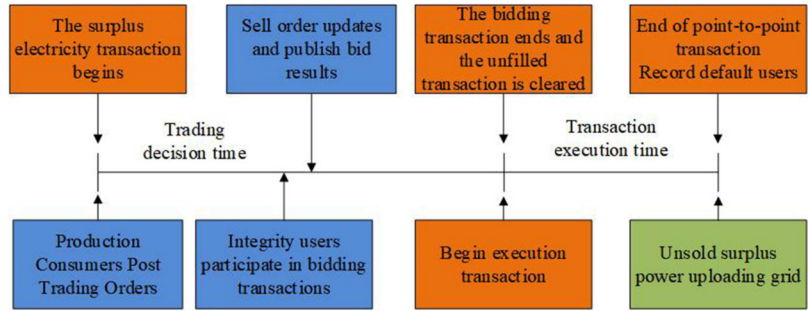 The surplus
electricity transaction
begins
Sell order updates
and publish bid
results
The bidding
transaction ends and
the unfilled
transaction is cleared
End of point-to-point
transaction
Record default users
Trading
decision time
Transaction
execution time
Production
Consumers Post
Trading Orders
Integrity users
participate in bidding
transactions
Begin execution
transaction
Unsold surplus
power uploading grid